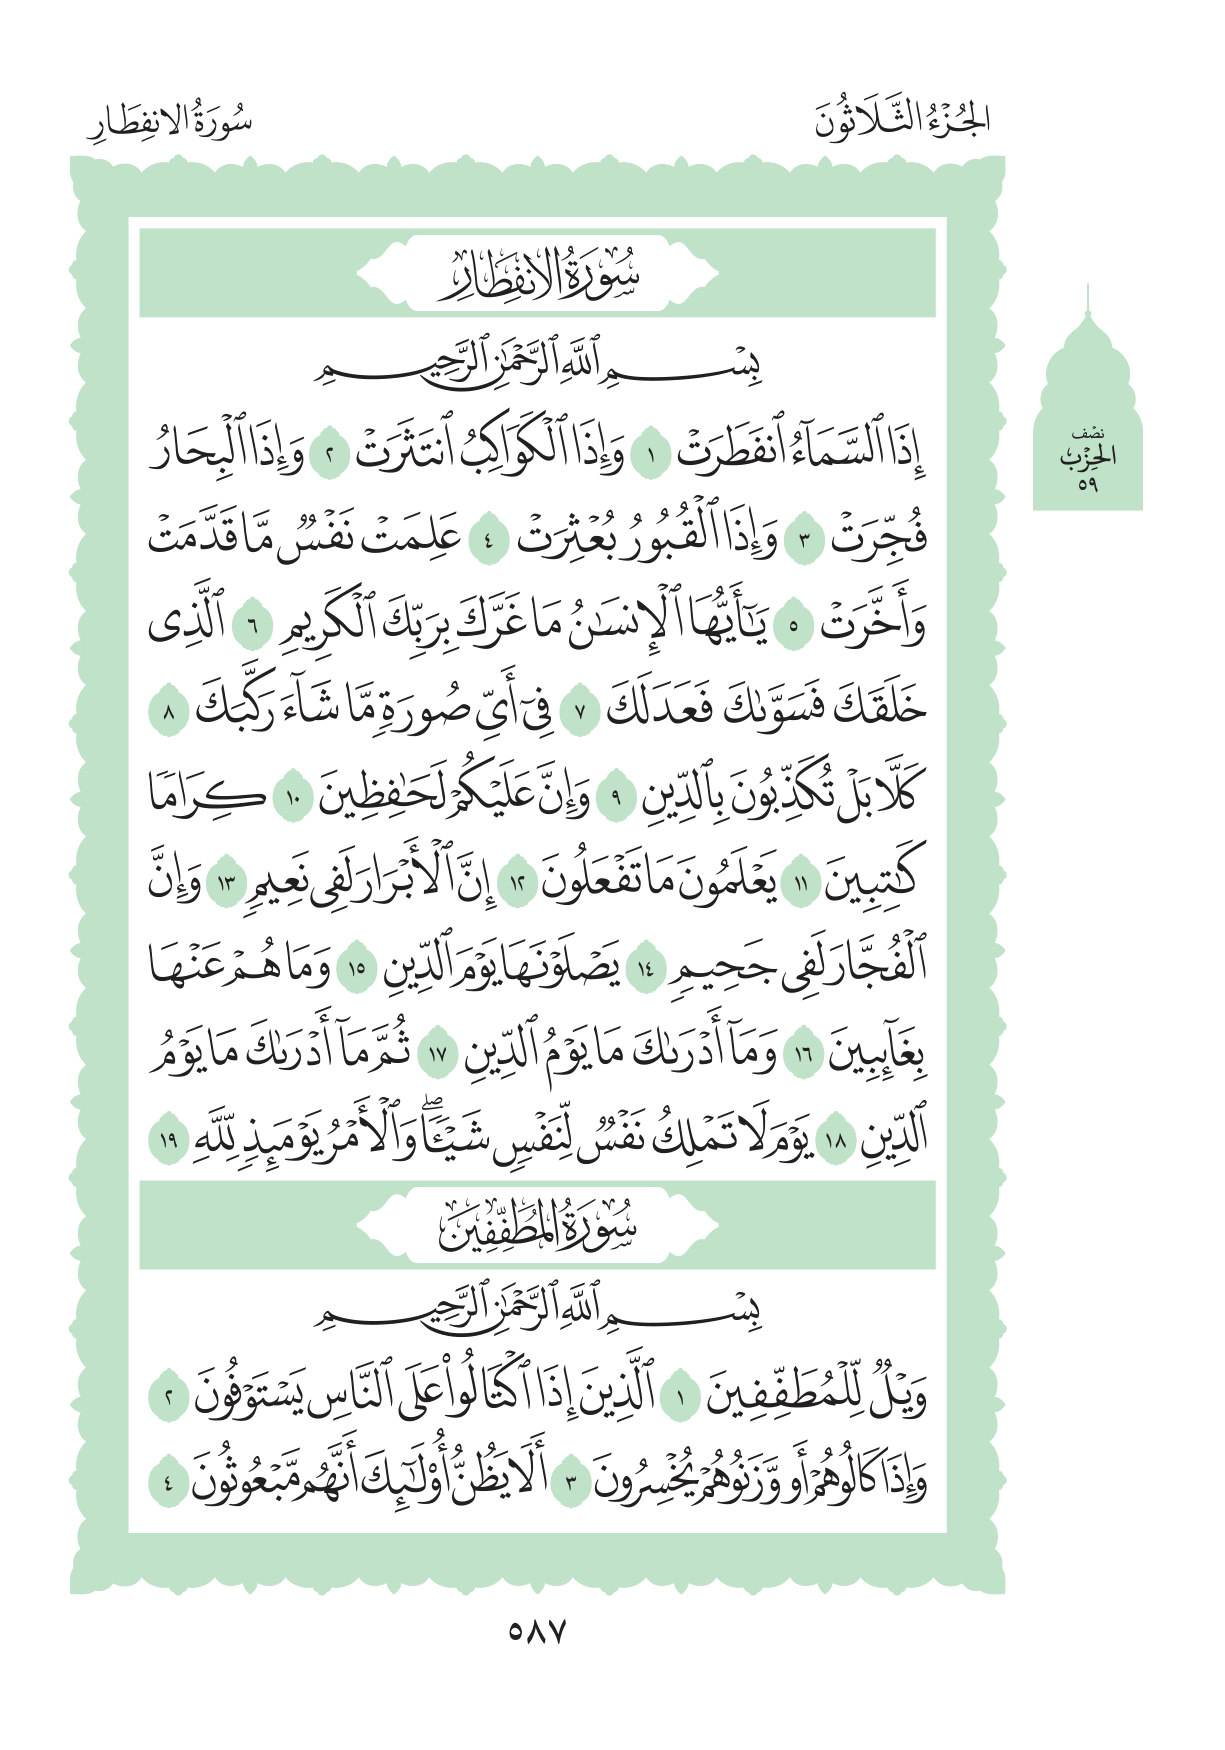 الجُزْءُ الثَّلَاثُونَ
سُورَةُ الانفِطَارِ
سُورَةُ الانفِطَارِ
بِسْمِ ٱللَّهِ ٱلرَّحْمَٰنِ ٱلرَّحِيمِ
إِذَا ٱلسَّمَآءُ ٱنفَطَرَتْ ١ وَإِذَا ٱلْكَوَاكِبُ ٱنتَثَرَتْ ٢ وَإِذَا ٱلْبِحَارُ
نصف
الحِزْب
٥٩
فُجِّرَتْ ٣ وَإِذَا ٱلْقُبُورُ بُعْثِرَتْ ٤ عَلِمَتْ نَفْسٌ مَّا قَدَّمَتْ
وَأَخَّرَتْ ٥ يَٰٓأَيُّهَا ٱلْإِنسَٰنُ مَا غَرَّكَ بِرَبِّكَ ٱلْكَرِيمِ ٦ ٱلَّذِى
خَلَقَكَ فَسَوَّىٰكَ فَعَدَلَكَ ٧ فِىٓ أَىِّ صُورَةٍ مَّا شَآءَ رَكَّبَكَ ٨
كَلَّا بَلْ تُكَذِّبُونَ بِٱلدِّينِ ٩ وَإِنَّ عَلَيْكُمْ لَحَٰفِظِينَ ١٠ كِرَامًا
كَٰتِبِينَ ١١ يَعْلَمُونَ مَا تَفْعَلُونَ ١٢ إِنَّ ٱلْأَبْرَارَ لَفِى نَعِيمٍ ١٣ وَإِنَّ
ٱلْفُجَّارَ لَفِى جَحِيمٍ ١٤ يَصْلَوْنَهَا يَوْمَ ٱلدِّينِ ١٥ وَمَا هُمْ عَنْهَا
بِغَآئِبِينَ ١٦ وَمَآ أَدْرَىٰكَ مَا يَوْمُ ٱلدِّينِ ١٧ ثُمَّ مَآ أَدْرَىٰكَ مَا يَوْمُ
ٱلدِّينِ ١٨ يَوْمَ لَا تَمْلِكُ نَفْسٌ لِّنَفْسٍ شَيْـًٔا ۖ وَٱلْأَمْرُ يَوْمَئِذٍ لِّلَّهِ ١٩
سُورَةُ المُطَفِّفِينَ
بِسْمِ ٱللَّهِ ٱلرَّحْمَٰنِ ٱلرَّحِيمِ
وَيْلٌ لِّلْمُطَفِّفِينَ ١ ٱلَّذِينَ إِذَا ٱكْتَالُوا۟ عَلَى ٱلنَّاسِ يَسْتَوْفُونَ ٢
وَإِذَا كَالُوهُمْ أَو وَّزَنُوهُمْ يُخْسِرُونَ ٣ أَلَا يَظُنُّ أُو۟لَٰٓئِكَ أَنَّهُم مَّبْعُوثُونَ ٤
٥٨٧